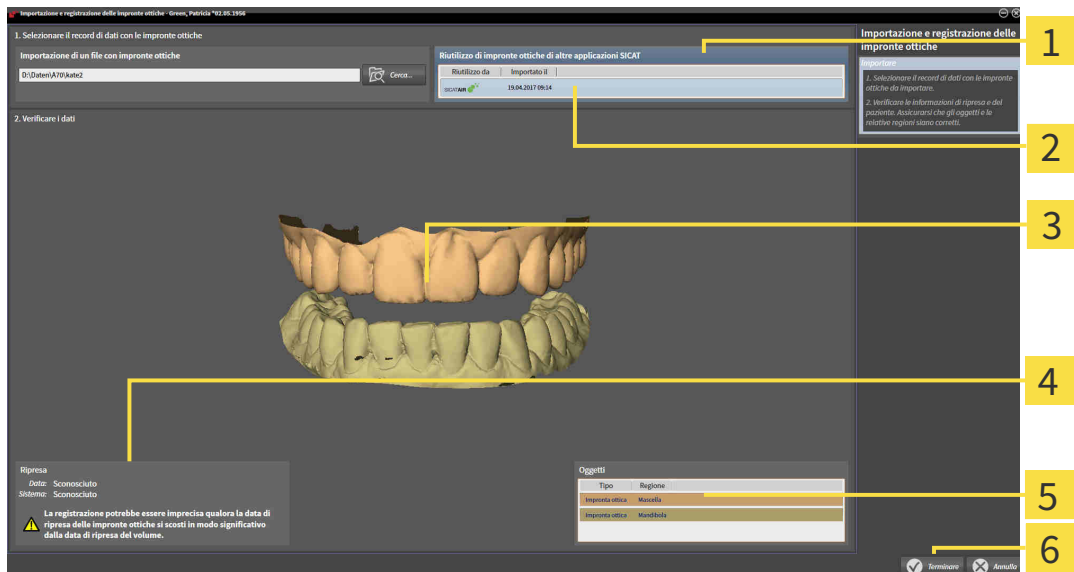 Importazione e registrazione delle impronte ottiche - Green, Patricia *02.05.1956
1. Selezionare il record di dati con le impronte ottiche
Importazione di un file con impronte ottiche
D:\Daten\A70\kate2
Cerca...
Riutilizzo di impronte ottiche di altre applicazioni SICAT
Riutilizzo da
Importato il
SICAT AIR
19.04.2017 09:14
Importazione e registrazione delle
impronte ottiche
Importare
1. Selezionare il record di dati con le impronte
ottiche da importare.
2. Verificare le informazioni di ripresa e del
paziente. Assicurarsi che gli oggetti e le
relative regioni siano corretti.
1
2
2. Verificare i dati
3
4
Ripresa
Data: Sconosciuto
Sistema: Sconosciuto
La registrazione potrebbe essere imprecisa qualora la data di
ripresa delle impronte ottiche si scosti in modo significativo
dalla data di ripresa del volume.
Oggetti
Tipo
Regione
Impronta ottica
Mascella
Impronta ottica
Mandibola
5
6
Terminare
Annulla